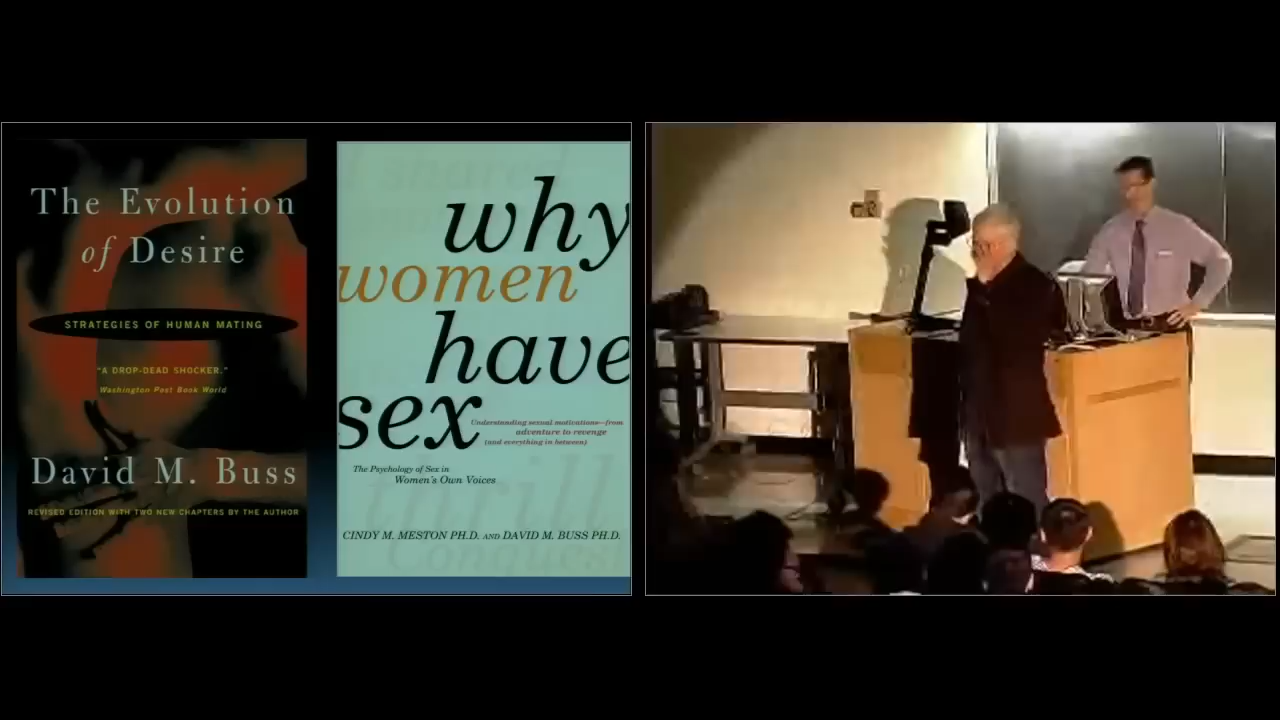 The Evolution
of Desire
STRATEGIES OF HUMAN MATING
"A DROP-DEAD SHOCKER."
Washington Post Book World
David M. Buss
REVISED EDITION WITH TWO NEW CHAPTERS BY THE AUTHOR
why
women
have
sex
Understanding sexual motivations—from
adventure to revenge
(and everything in between)
The Psychology of Sex in
Women's Own Voices
CINDY M. MESTON PH.D. AND DAVID M. BUSS PH.D.